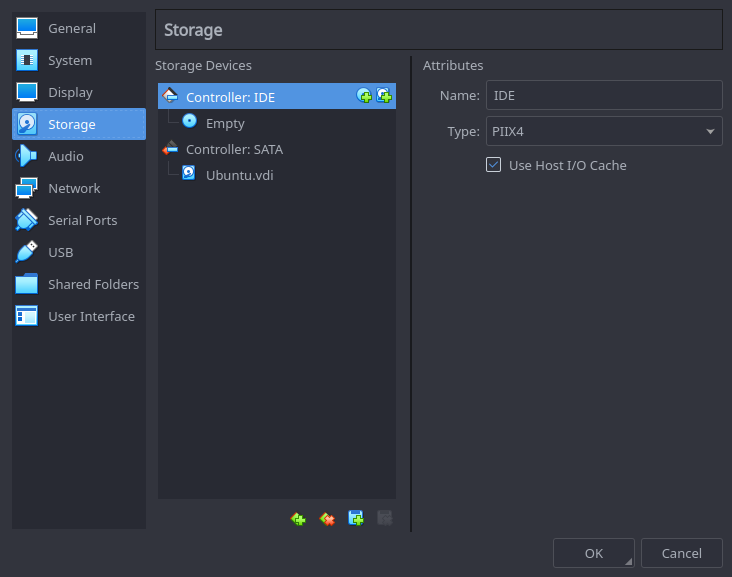 General
System
Display
Storage
Audio
Network
Serial Ports
USB
Shared Folders
User Interface
Storage
Storage Devices
Controller: IDE
Empty
Controller: SATA
Ubuntu.vdi
Attributes
Name: IDE
Type: PIIX4
Use Host I/O Cache
OK
Cancel